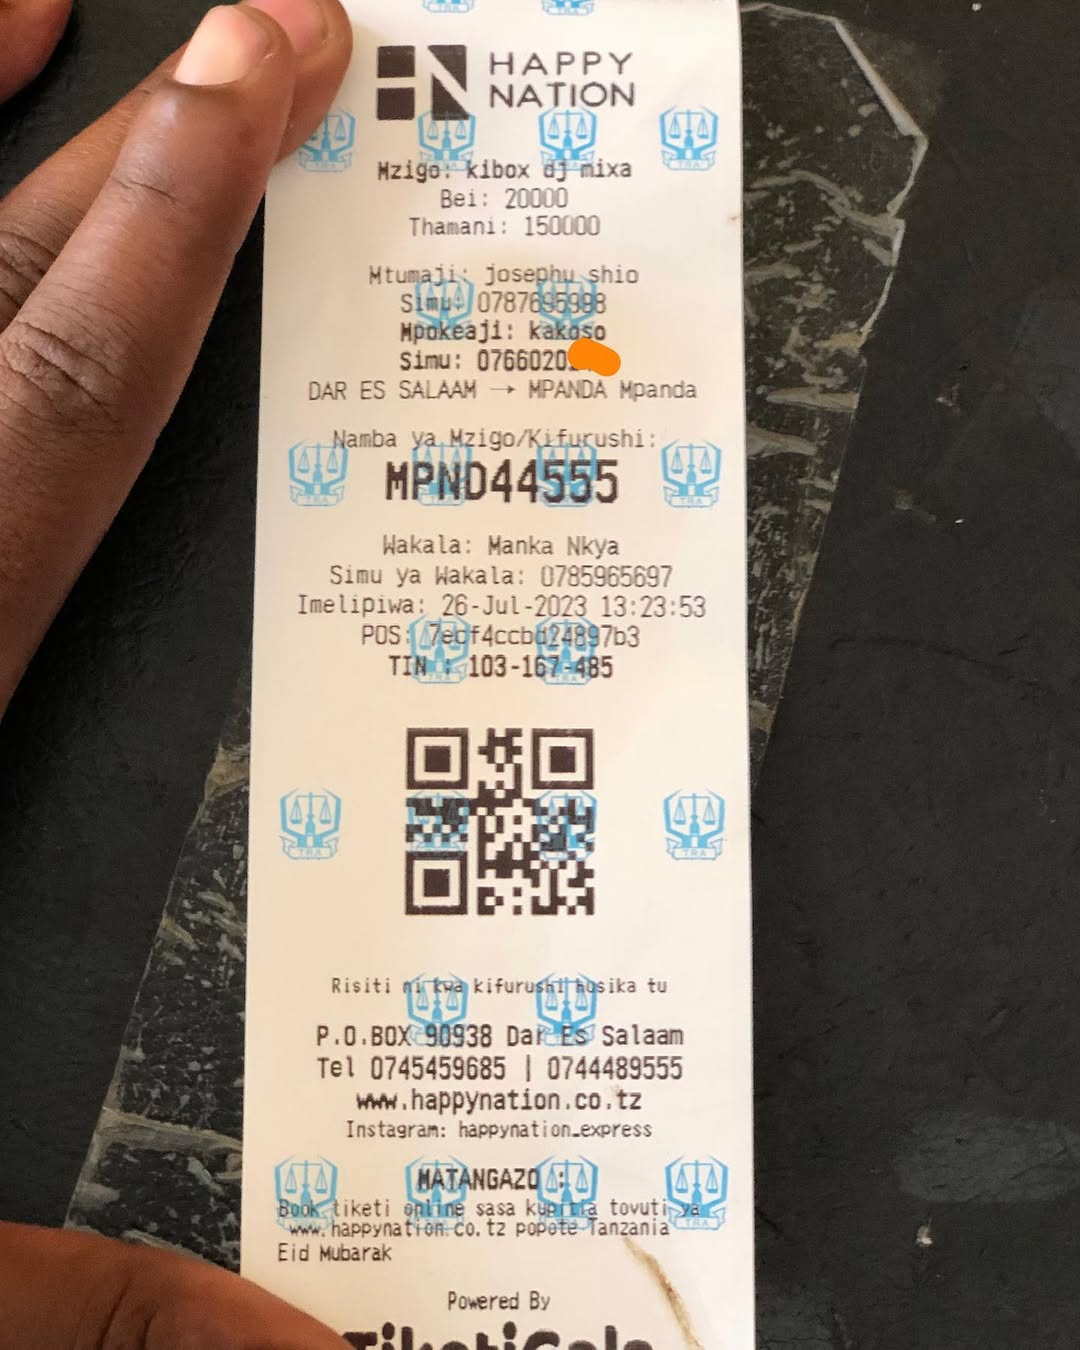 HAPPY
NATION
Mzigo: kibox dj mixa
Bei: 20000
Thamani: 150000
Mtumaji: josephu shio
Simu: 0787695998
Mpokeaji: kakoso
Simu: 0766020
DAR ES SALAAM → MPANDA Mpanda
Namba ya Mzigo/Kifurushi:
MPND44555
Wakala: Manka Nkya
Simu ya Wakala: 0785965697
Imelipiwa: 26-Jul-2023 13:23:53
POS: 7ecf4ccbd24897b3
TIN : 103-167-485
Risiti ni kwa kifurushi husika tu
P.O.BOX 90938 Dar Es Salaam
Tel 0745459685 | 0744489555
www.happynation.co.tz
Instagram: happynation_express
MATANGAZO :
Book tiketi online sasa kupitia tovuti ya
www.happynation.co.tz popote Tanzania
Eid Mubarak
Powered By
TRA